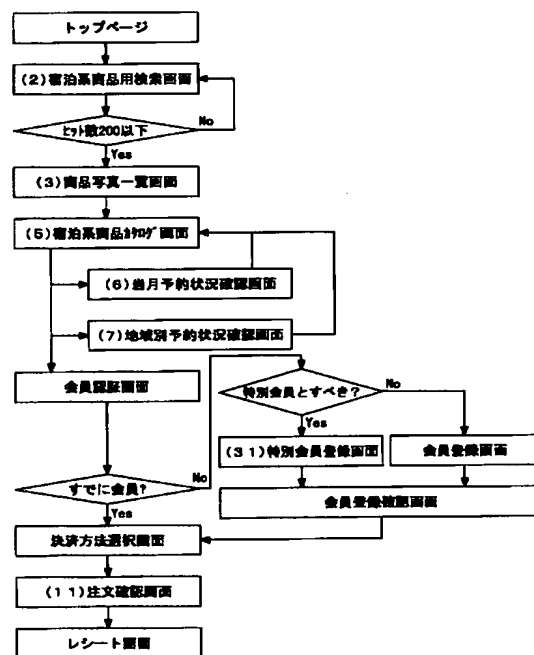 トップページ
(2)宿泊系商品用検索画面
ﾋｯﾄ数200以下
No
Yes
(3)商品写真一覧画面
(5)宿泊系商品ｶﾀﾛｸﾞ画面
(6)当月予約状況確認画面
(7)地域別予約状況確認画面
会員認証画面
特別会員とすべき？
No
Yes
(31)特別会員登録画面
会員登録画面
すでに会員?
No
会員登録確認画面
Yes
決済方法選択画面
(11)注文確認画面
レシート画面